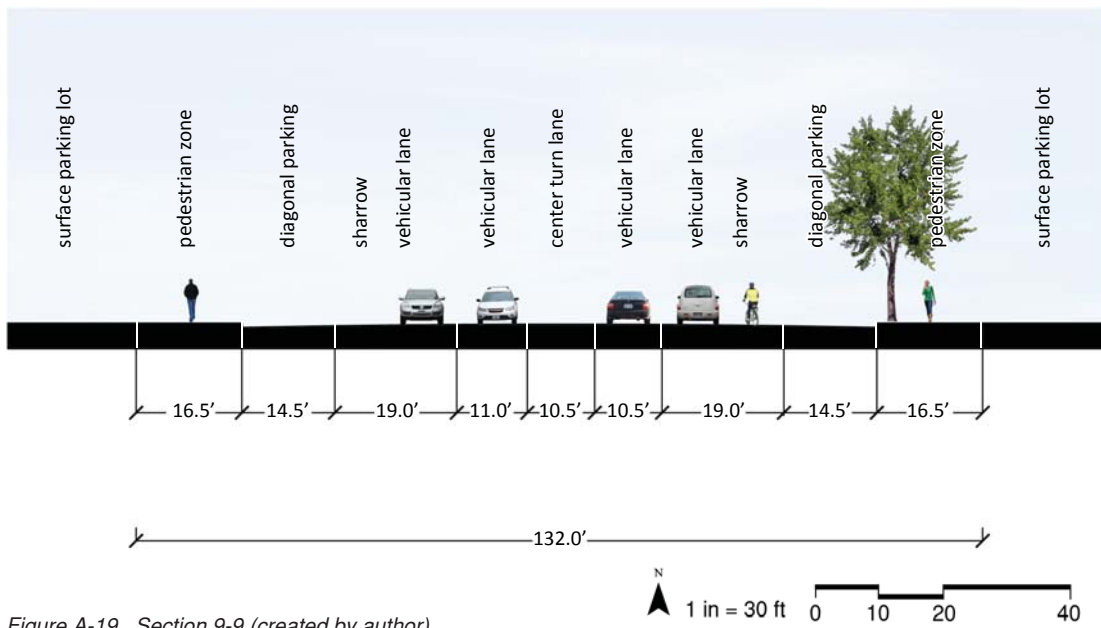 surface parking lot
pedestrian zone
diagonal parking
sharrow
vehicular lane
vehicular lane
center turn lane
vehicular lane
vehicular lane
sharrow
diagonal parking
pedestrian zone
surface parking lot
16.5’
14.5’
19.0’
11.0’
10.5’
10.5’
19.0’
14.5’
16.5’
132.0’
N
1 in = 30 ft
0 10 20 40
Figure A-19. Section 9-9 (created by author)